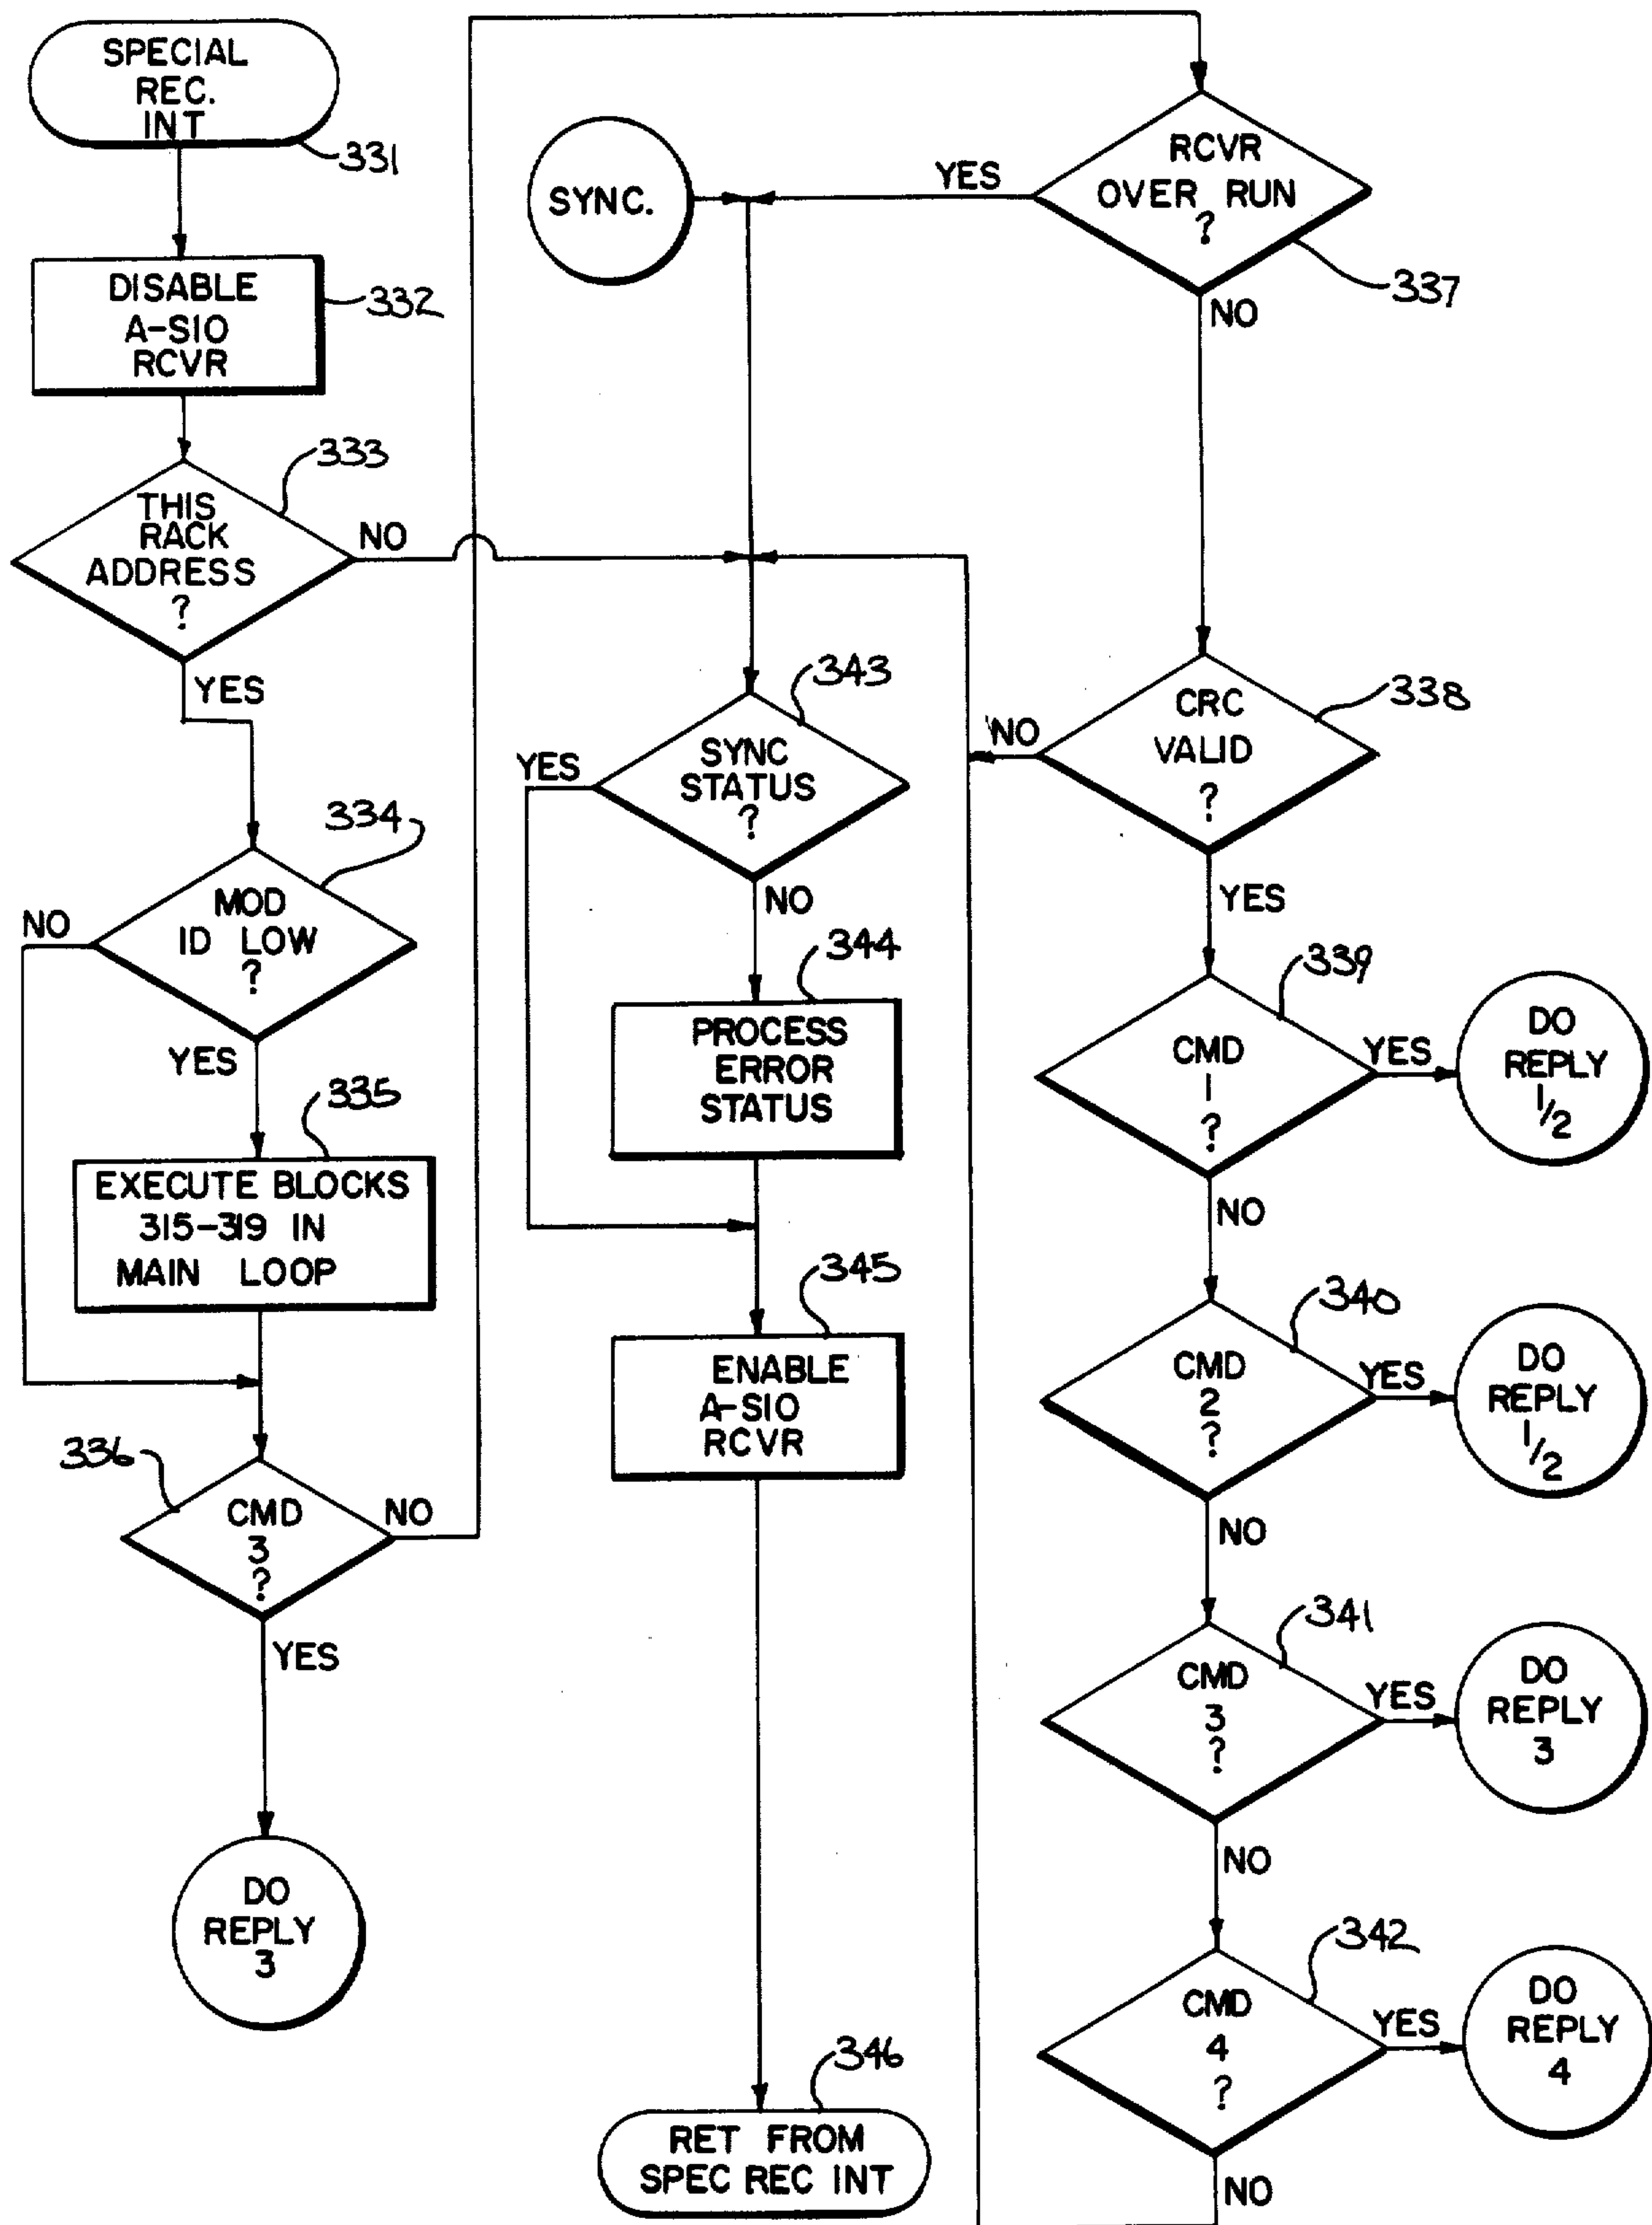 SPECIAL
REC.
INT
331
DISABLE
A-SIO
RCVR
332
THIS
RACK
ADDRESS
?
333
NO
YES
MOD
ID LOW
?
334
NO
YES
EXECUTE BLOCKS
315-319 IN
MAIN LOOP
335
CMD
3
?
336
NO
YES
DO
REPLY
3
SYNC.
SYNC
STATUS
?
343
YES
NO
PROCESS
ERROR
STATUS
344
ENABLE
A-SIO
RCVR
345
RET FROM
SPEC REC INT
346
RCVR
OVER RUN
?
337
YES
NO
CRC
VALID
?
338
NO
YES
CMD
1
?
339
YES
DO
REPLY
1/2
NO
CMD
2
?
340
YES
DO
REPLY
1/2
NO
CMD
3
?
341
YES
DO
REPLY
3
NO
CMD
4
?
342
YES
DO
REPLY
4
NO